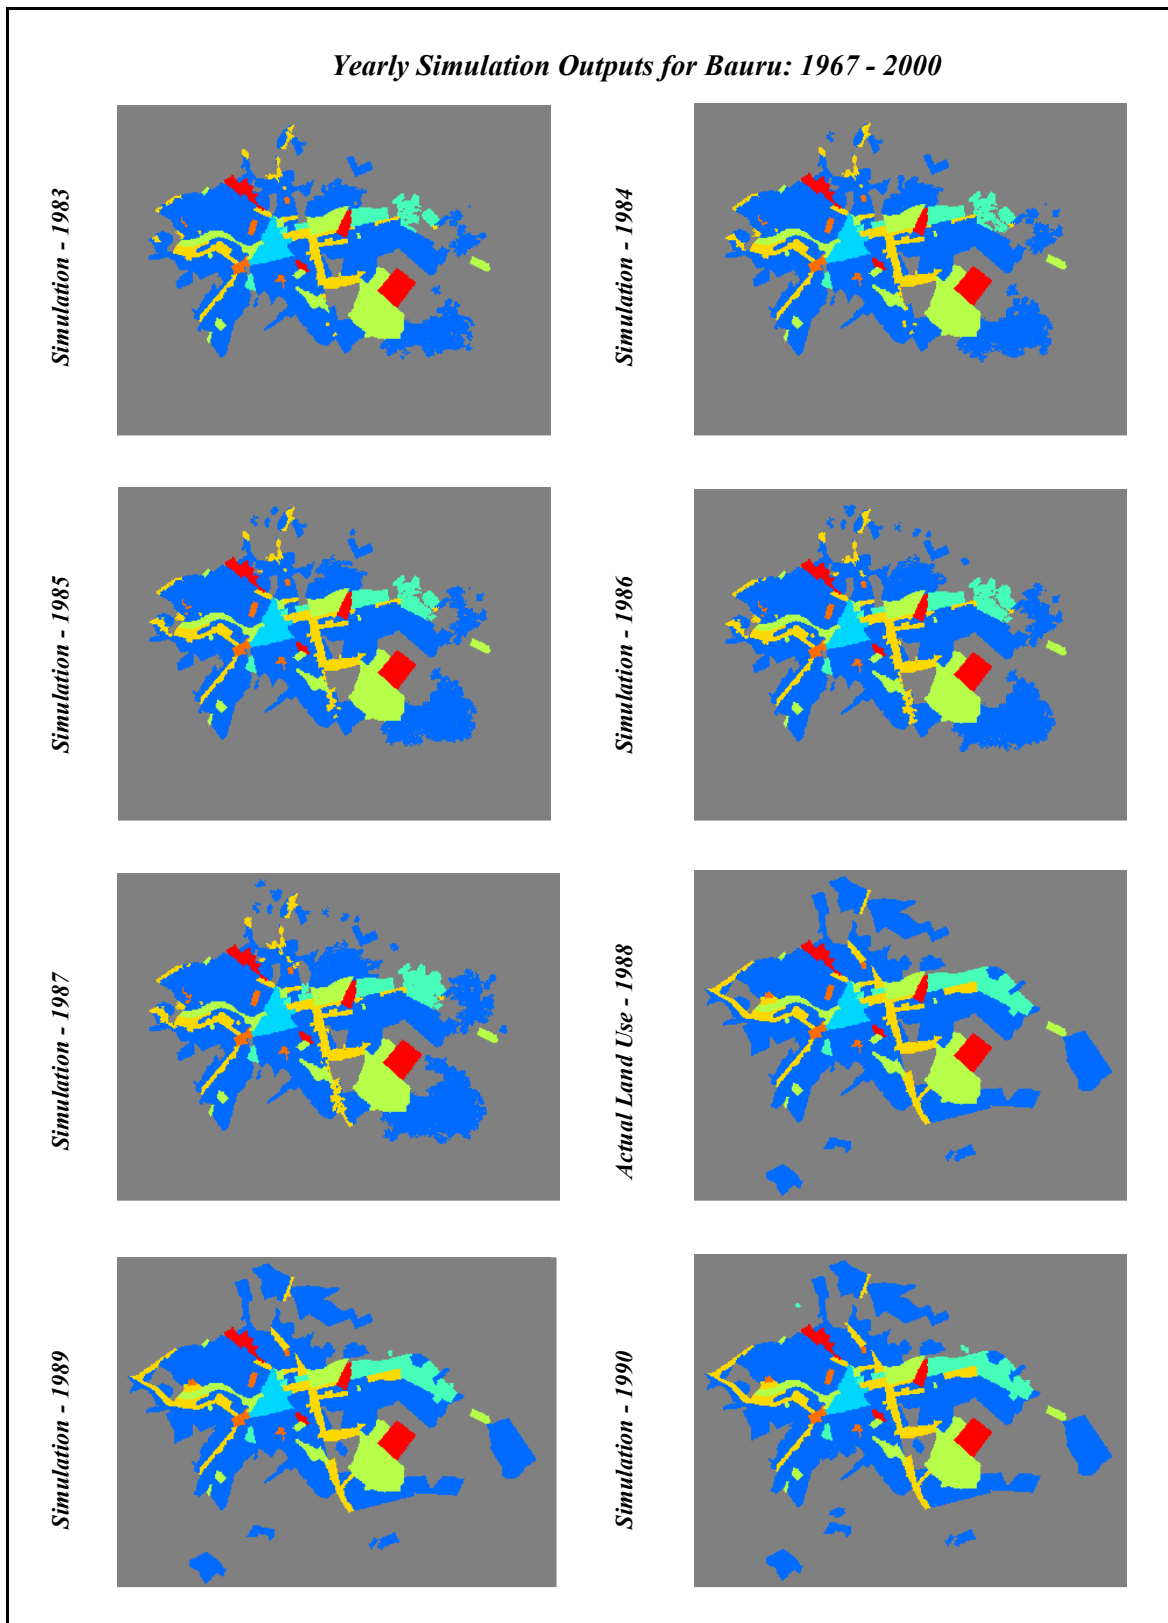 Yearly Simulation Outputs for Bauru: 1967 - 2000
Simulation - 1983
Simulation - 1984
Simulation - 1985
Simulation - 1986
Simulation - 1987
Actual Land Use - 1988
Simulation - 1989
Simulation - 1990